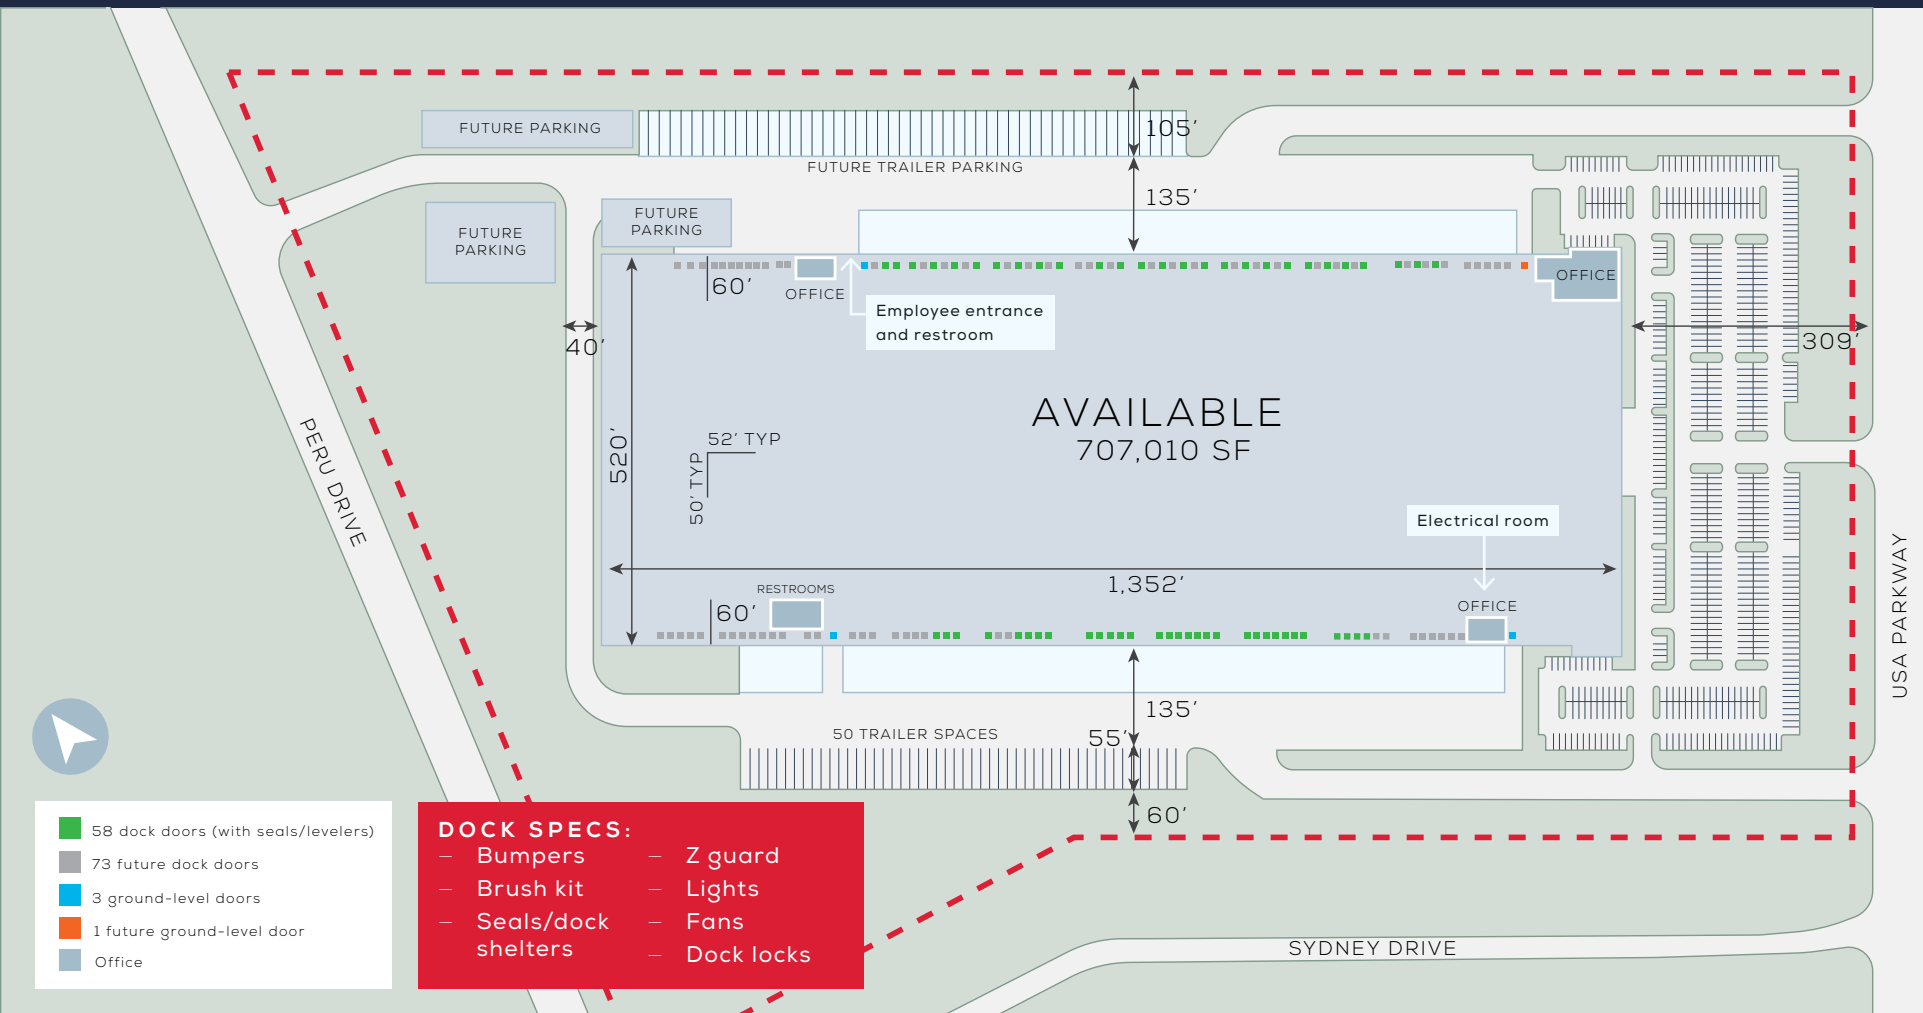 FUTURE PARKING
105’
FUTURE TRAILER PARKING
135’
FUTURE
PARKING
FUTURE
PARKING
60’
OFFICE
OFFICE
Employee entrance
and restroom
40’
309’
AVAILABLE
707,010 SF
520’
52’ TYP
50’ TYP
PERU DRIVE
Electrical room
1,352’
RESTROOMS
60’
OFFICE
USA PARKWAY
135’
50 TRAILER SPACES
55’
60’
58 dock doors (with seals/levelers)
73 future dock doors
3 ground-level doors
1 future ground-level door
Office
DOCK SPECS:
– Bumpers
– Brush kit
– Seals/dock
shelters
– Z guard
– Lights
– Fans
– Dock locks
SYDNEY DRIVE